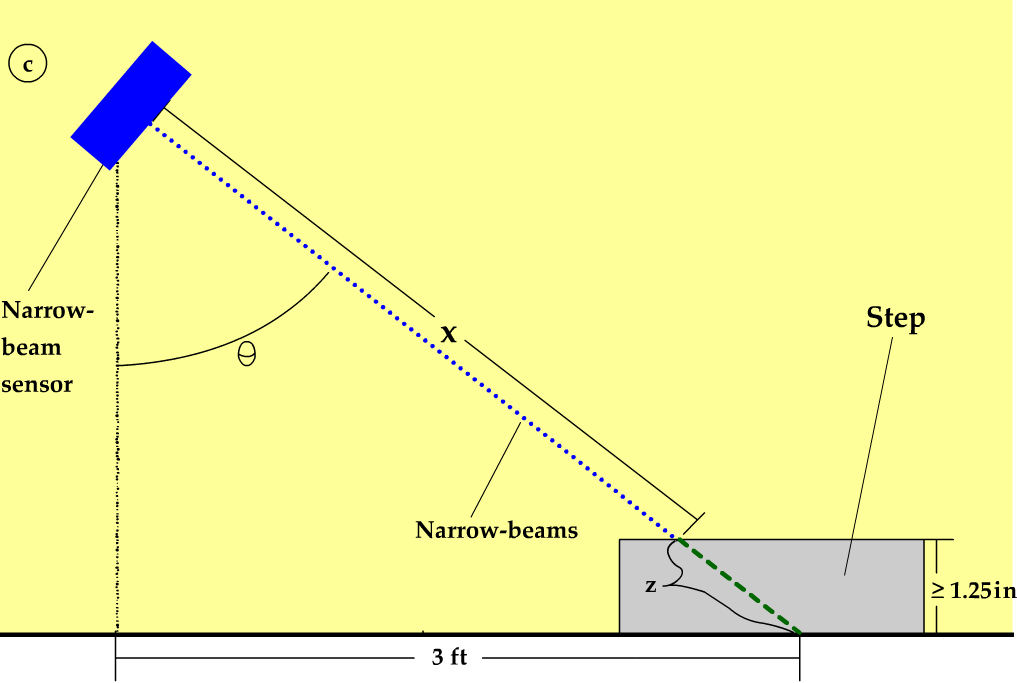 c
Narrow-
beam
sensor
θ
x
Step
Narrow-beams
z
≥ 1.25in
3 ft